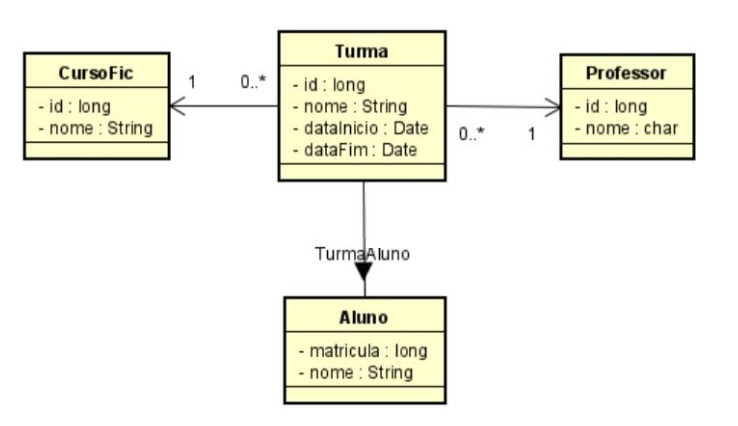 CursoFic
- id : long
- nome : String
1
0..*
Turma
- id : long
- nome : String
- dataInicio : Date
- dataFim : Date
0..*
1
Professor
- id : long
- nome : char
TurmaAluno
Aluno
- matricula : long
- nome : String